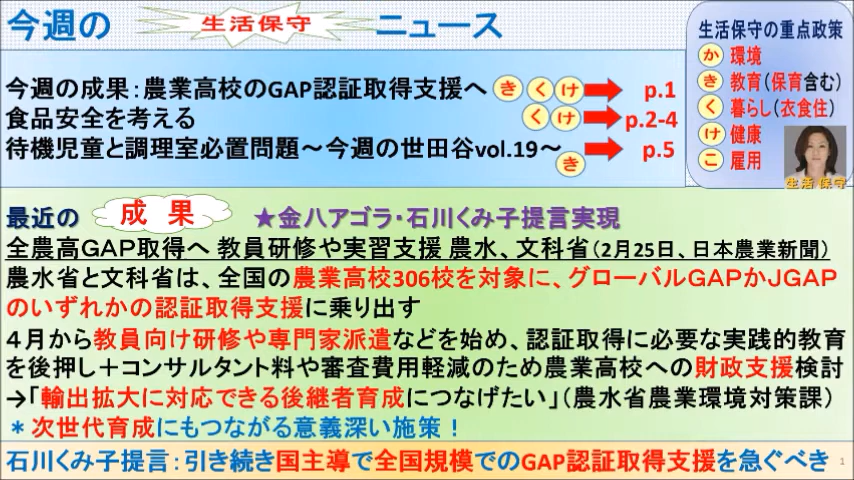 今週の 生活保守 ニュース
今週の成果：農業高校のGAP認証取得支援へ き く け p.1
食品安全を考える く け p.2-4
待機児童と調理室必置問題～今週の世田谷vol.19～ き p.5
生活保守の重点政策
か 環境
き 教育（保育含む）
く 暮らし（衣食住）
け 健康
こ 雇用
生活保守
最近の 成果 ★金八アゴラ・石川くみ子提言実現
全農高ＧＡＰ取得へ 教員研修や実習支援 農水、文科省（2月25日、日本農業新聞）
農水省と文科省は、全国の農業高校306校を対象に、グローバルＧＡＰかＪＧＡＰ
のいずれかの認証取得支援に乗り出す
４月から教員向け研修や専門家派遣などを始め、認証取得に必要な実践的教育
を後押し＋コンサルタント料や審査費用軽減のため農業高校への財政支援検討
→「輸出拡大に対応できる後継者育成につなげたい」（農水省農業環境対策課）
＊次世代育成にもつながる意義深い施策！
石川くみ子提言：引き続き国主導で全国規模でのGAP認証取得支援を急ぐべき 1